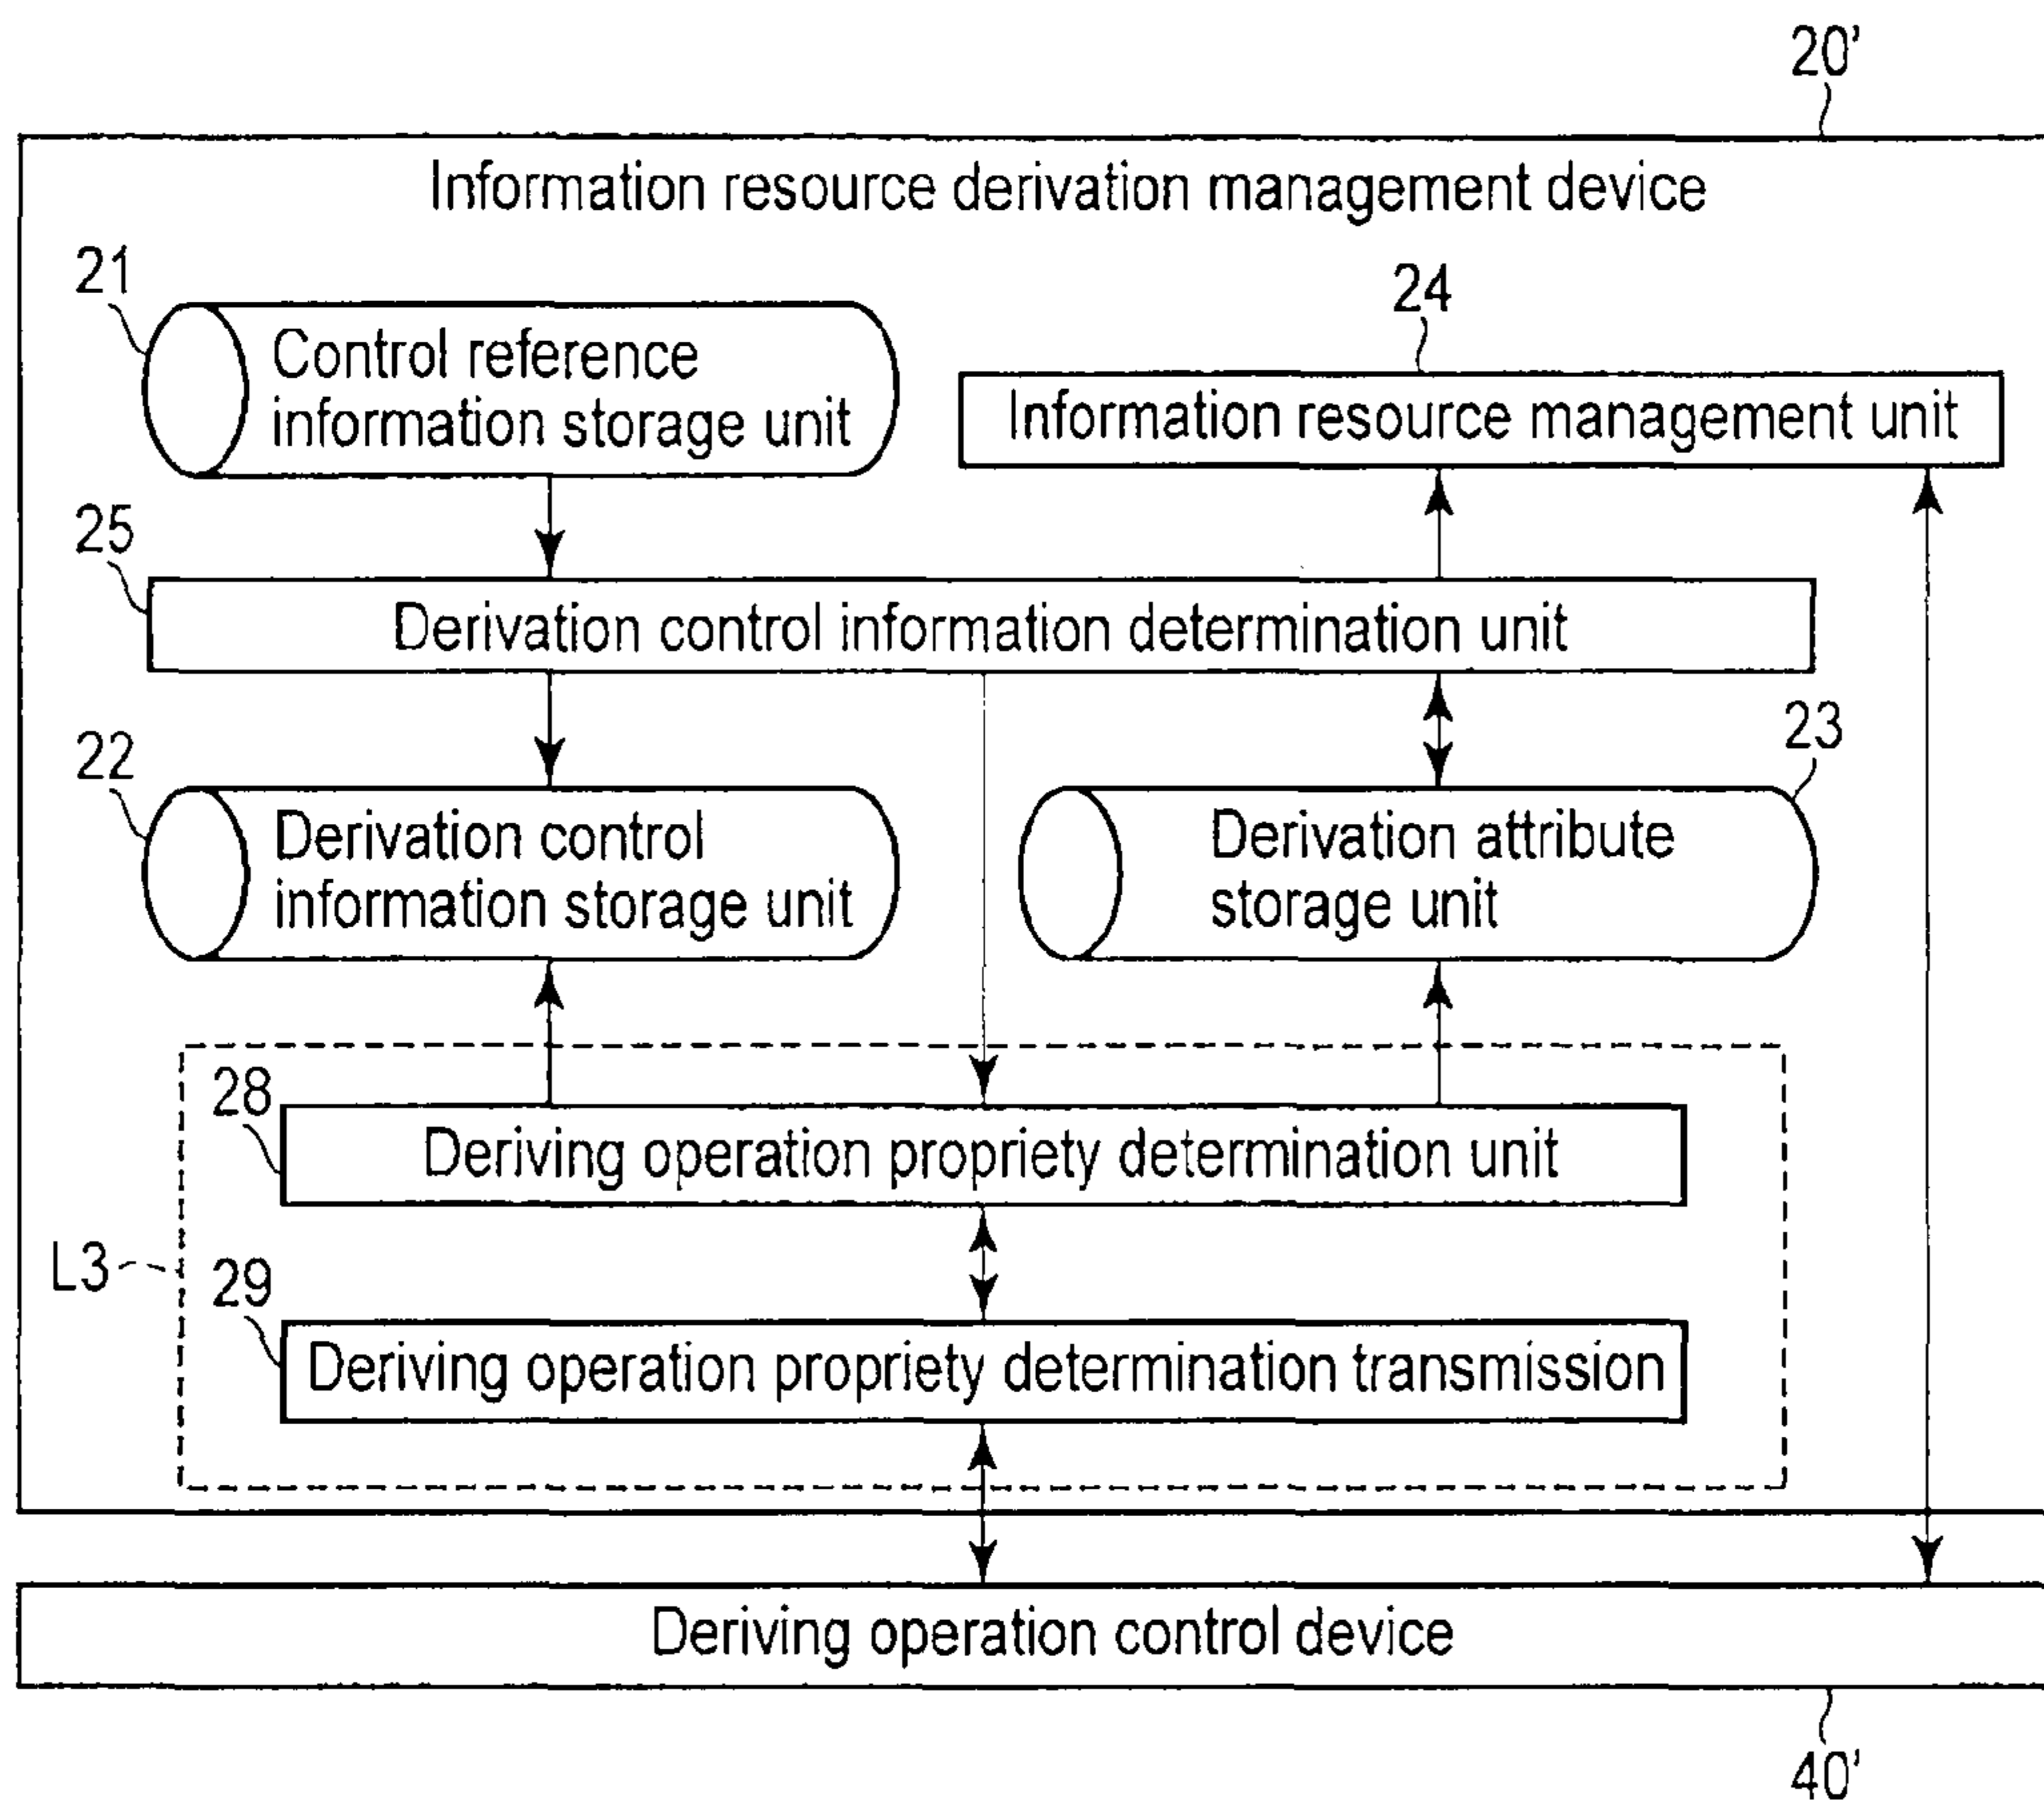 20'
Information resource derivation management device
21
Control reference
information storage unit
24
Information resource management unit
25
Derivation control information determination unit
22
Derivation control
information storage unit
23
Derivation attribute
storage unit
28
Deriving operation propriety determination unit
L3
29
Deriving operation propriety determination transmission
Deriving operation control device
40'